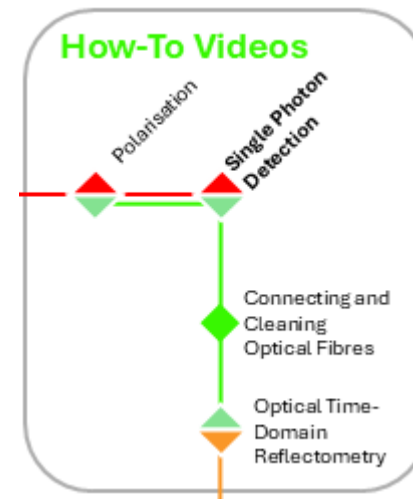 How-To Videos
Polarisation
Single Photon
Detection
Connecting and
Cleaning
Optical Fibres
Optical Time-
Domain
Reflectometry